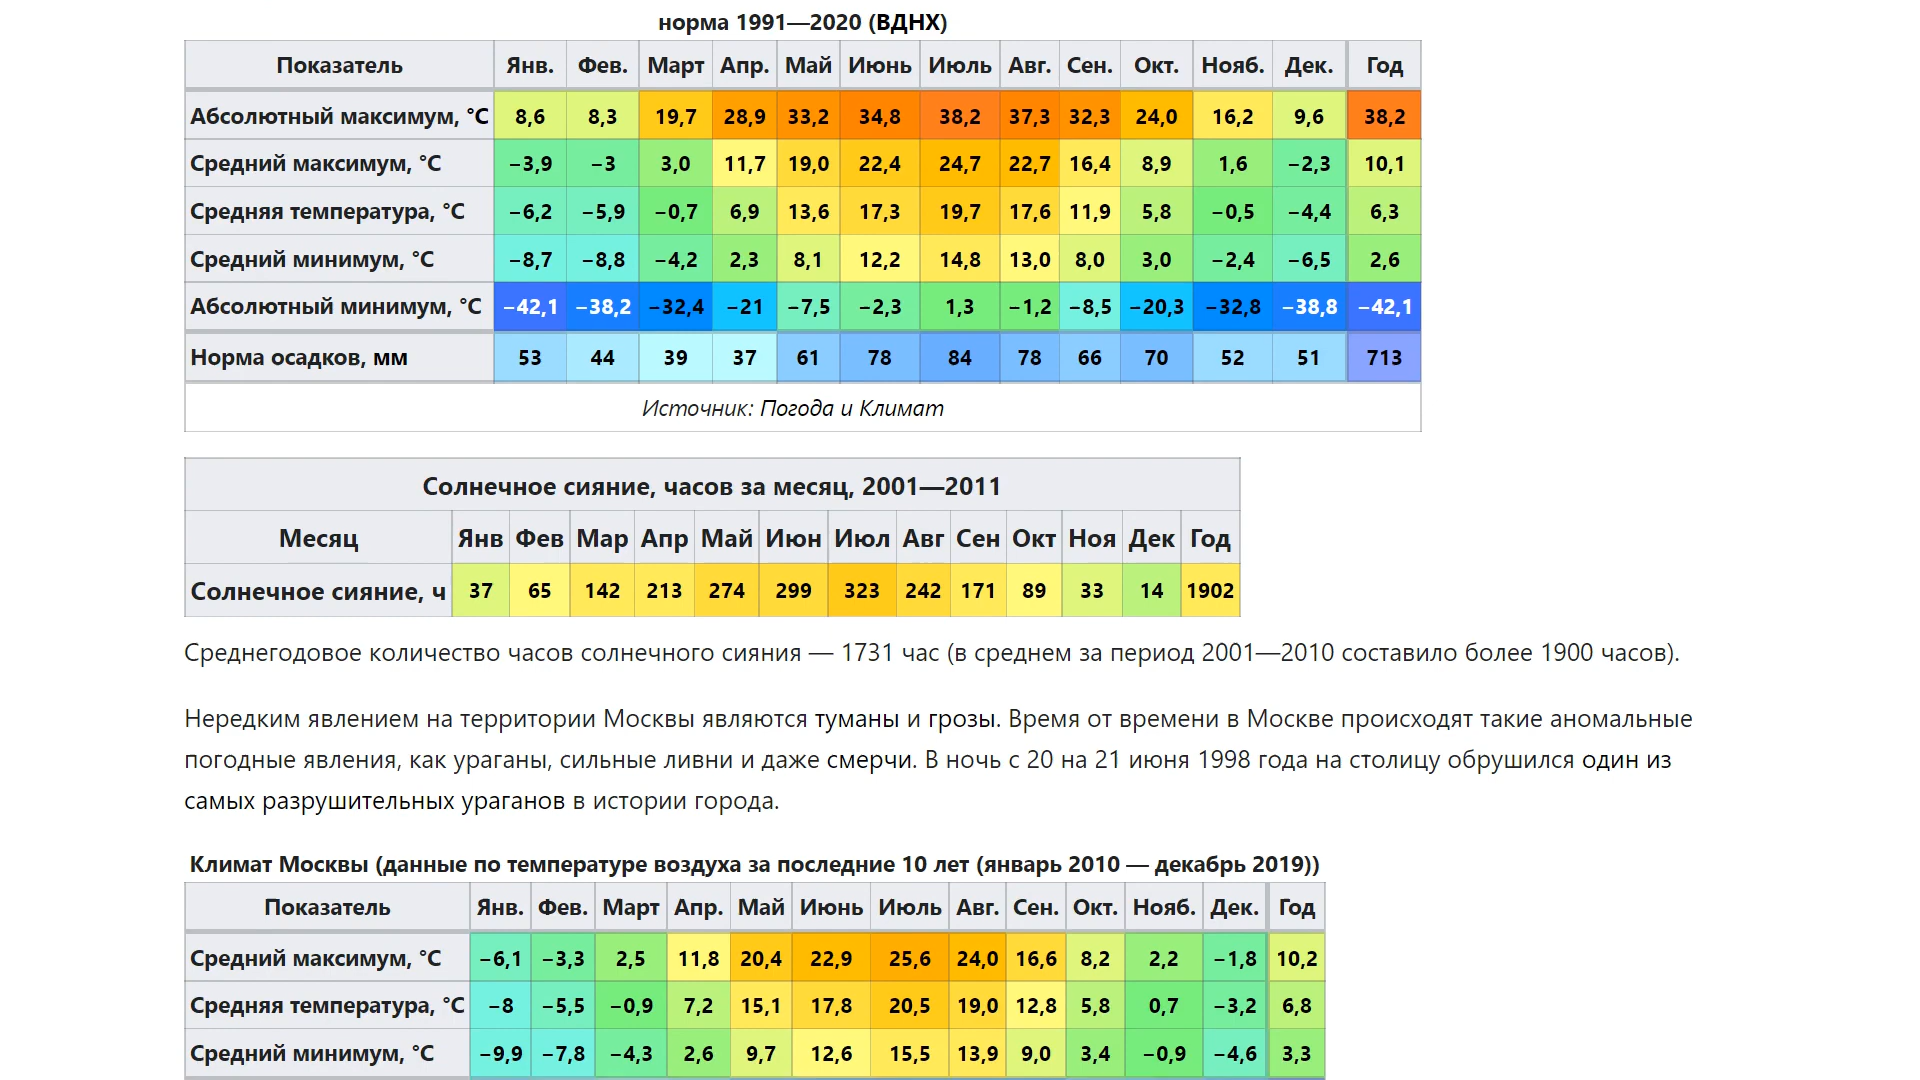 норма 1991—2020 (ВДНХ)
Показатель Янв. Фев. Март Апр. Май Июнь Июль Авг. Сен. Окт. Нояб. Дек. Год
Абсолютный максимум, °C 8,6 8,3 19,7 28,9 33,2 34,8 38,2 37,3 32,3 24,0 16,2 9,6 38,2
Средний максимум, °C −3,9 −3 3,0 11,7 19,0 22,4 24,7 22,7 16,4 8,9 1,6 −2,3 10,1
Средняя температура, °C −6,2 −5,9 −0,7 6,9 13,6 17,3 19,7 17,6 11,9 5,8 −0,5 −4,4 6,3
Средний минимум, °C −8,7 −8,8 −4,2 2,3 8,1 12,2 14,8 13,0 8,0 3,0 −2,4 −6,5 2,6
Абсолютный минимум, °C −42,1 −38,2 −32,4 −21 −7,5 −2,3 1,3 −1,2 −8,5 −20,3 −32,8 −38,8 −42,1
Норма осадков, мм 53 44 39 37 61 78 84 78 66 70 52 51 713
Источник: Погода и Климат
Солнечное сияние, часов за месяц, 2001—2011
Месяц Янв Фев Мар Апр Май Июн Июл Авг Сен Окт Ноя Дек Год
Солнечное сияние, ч 37 65 142 213 274 299 323 242 171 89 33 14 1902
Среднегодовое количество часов солнечного сияния — 1731 час (в среднем за период 2001—2010 составило более 1900 часов).
Нередким явлением на территории Москвы являются туманы и грозы. Время от времени в Москве происходят такие аномальные
погодные явления, как ураганы, сильные ливни и даже смерчи. В ночь с 20 на 21 июня 1998 года на столицу обрушился один из
самых разрушительных ураганов в истории города.
Климат Москвы (данные по температуре воздуха за последние 10 лет (январь 2010 — декабрь 2019))
Показатель Янв. Фев. Март Апр. Май Июнь Июль Авг. Сен. Окт. Нояб. Дек. Год
Средний максимум, °C −6,1 −3,3 2,5 11,8 20,4 22,9 25,6 24,0 16,6 8,2 2,2 −1,8 10,2
Средняя температура, °C −8 −5,5 −0,9 7,2 15,1 17,8 20,5 19,0 12,8 5,8 0,7 −3,2 6,8
Средний минимум, °C −9,9 −7,8 −4,3 2,6 9,7 12,6 15,5 13,9 9,0 3,4 −0,9 −4,6 3,3